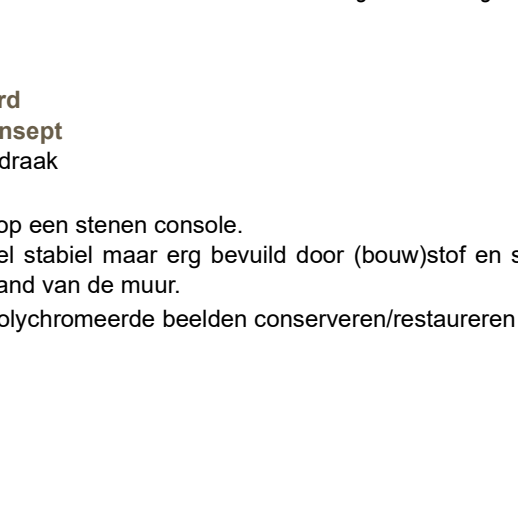 rd
nsept
draak
op een stenen console.
el stabiel maar erg bevuild door (bouw)stof en s
and van de muur.
olychromeerde beelden conserveren/restaureren